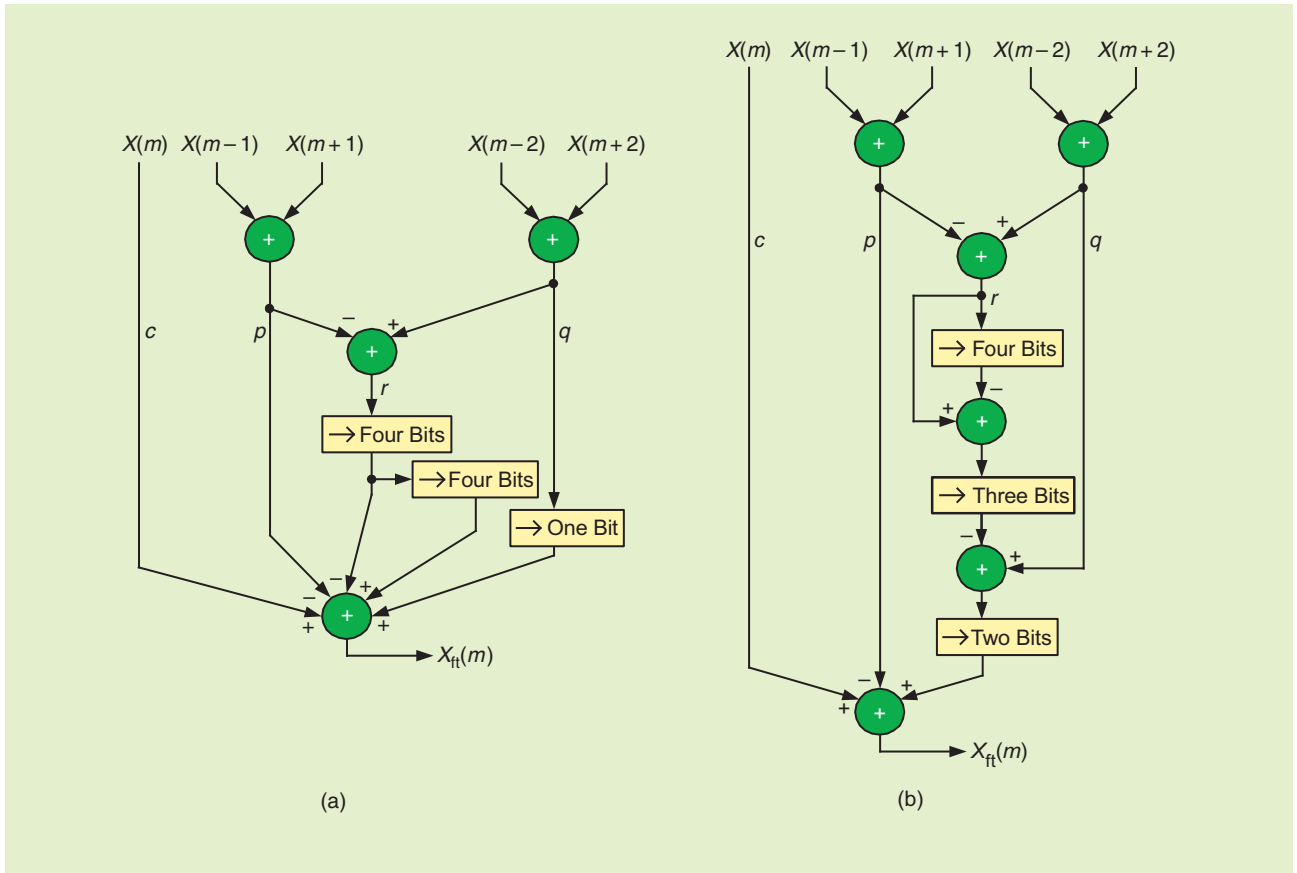 X(m) X(m−1) X(m+1) X(m−2) X(m+2)
+ +
c p − + q
+
r
→ Four Bits
→ Four Bits
→ One Bit
− − +
+ + +
X_ft(m)
(a)
X(m) X(m−1) X(m+1) X(m−2) X(m+2)
+ +
− +
c p q
+
r
→ Four Bits
−
+ +
→ Three Bits
−
+ +
→ Two Bits
− +
+ +
X_ft(m)
(b)